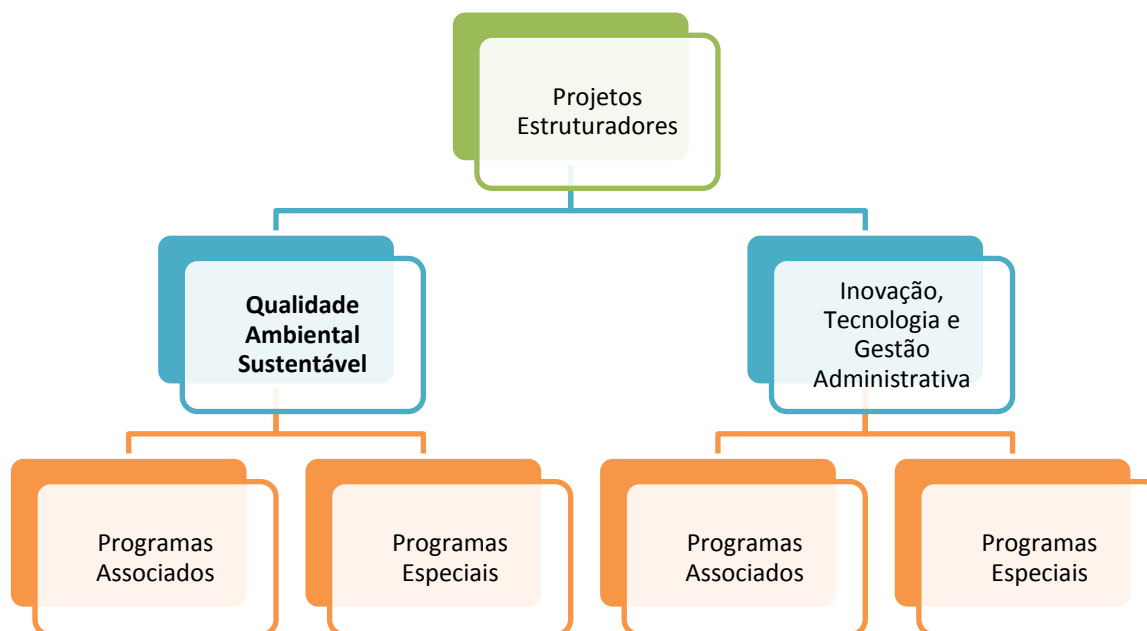 Projetos
Estruturadores
Qualidade
Ambiental
Sustentável
Inovação,
Tecnologia e
Gestão
Administrativa
Programas
Associados
Programas
Especiais
Programas
Associados
Programas
Especiais